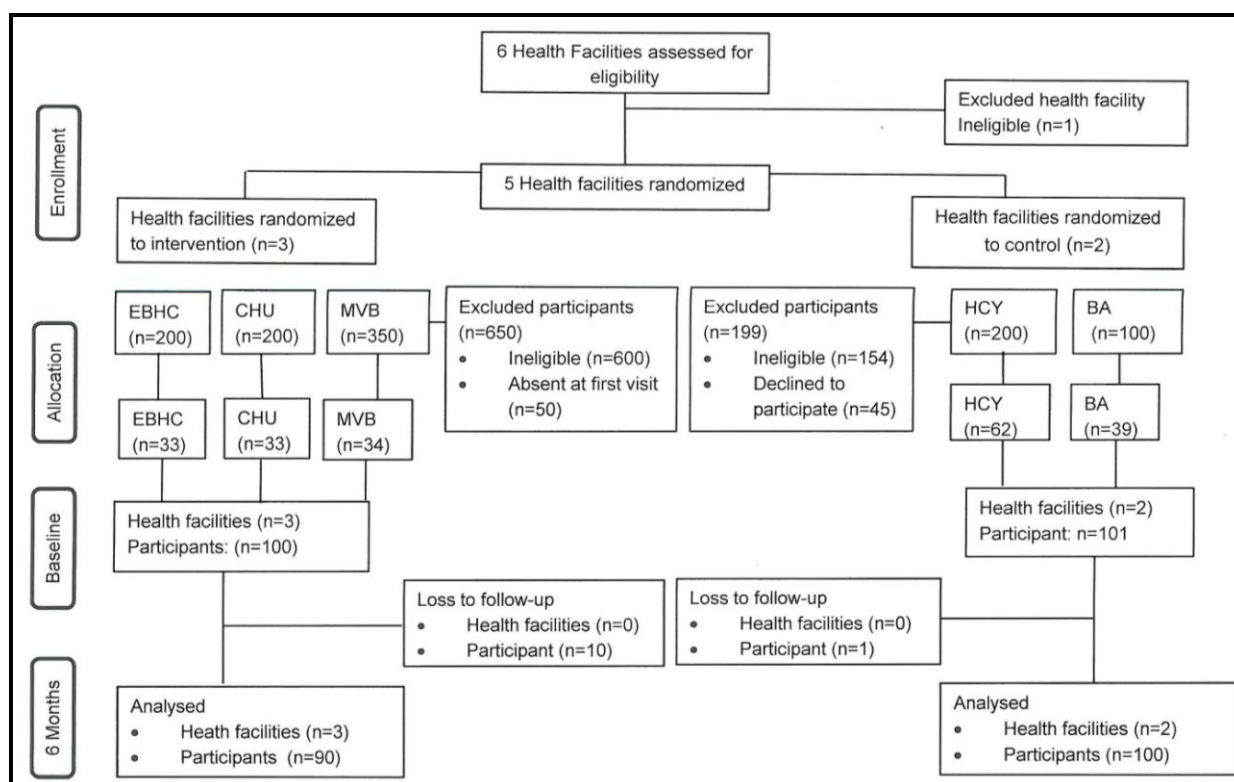 6 Health Facilities assessed for
eligibility
Excluded health facility
Ineligible (n=1)
Enrollment
5 Health facilities randomized
Health facilities randomized
to intervention (n=3)
Health facilities randomized
to control (n=2)
Allocation
EBHC
(n=200)
CHU
(n=200)
MVB
(n=350)
Excluded participants
(n=650)
• Ineligible (n=600)
• Absent at first visit
(n=50)
Excluded participants
(n=199)
• Ineligible (n=154)
• Declined to
participate (n=45)
HCY
(n=200)
BA
(n=100)
EBHC
(n=33)
CHU
(n=33)
MVB
(n=34)
HCY
(n=62)
BA
(n=39)
Baseline
Health facilities (n=3)
Participants: (n=100)
Health facilities (n=2)
Participant: n=101
Loss to follow-up
• Health facilities (n=0)
• Participant (n=10)
Loss to follow-up
• Health facilities (n=0)
• Participant (n=1)
6 Months
Analysed
• Heath facilities (n=3)
• Participants (n=90)
Analysed
• Health facilities (n=2)
• Participants (n=100)